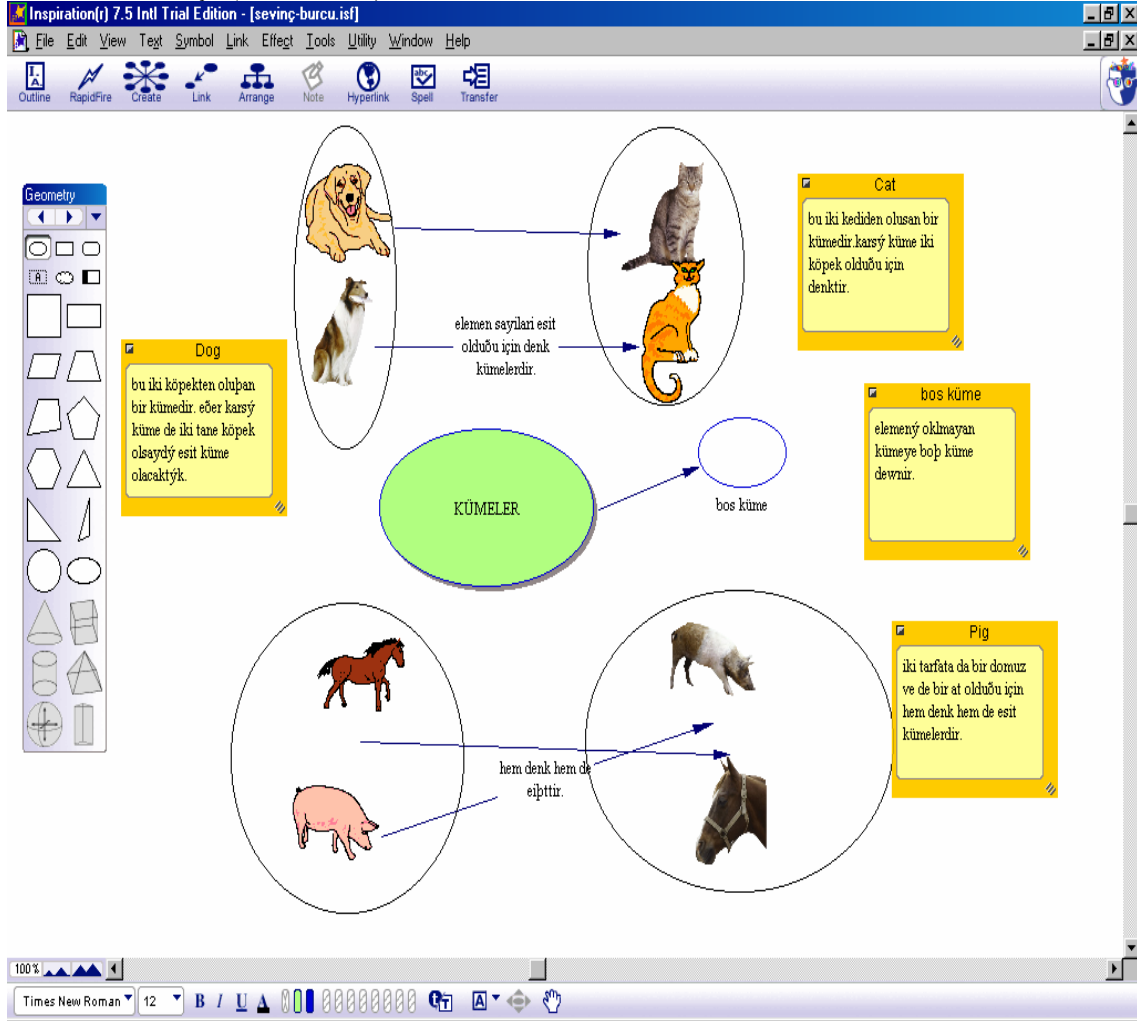 Inspiration(r) 7.5 Intl Trial Edition - [sevinç-burcu.isf]
File Edit View Text Symbol Link Effect Tools Utility Window Help
Outline RapidFire Create Link Arrange Note Hyperlink Spell Transfer
Geometry
Cat
bu iki kediden olusan bir
kümedir.karsý küme iki
köpek olduðu için
denktir.
elemen sayilari esit
olduðu için denk
kümelerdir.
Dog
bu iki köpekten oluþan
bir kümedir. eðer karsý
küme de iki tane köpek
olsaydý esit küme
olacaktýk.
bos küme
elemený oklmayan
kümeye boþ küme
dewnir.
KÜMELER
bos küme
Pig
iki tarfata da bir domuz
ve de bir at olduðu için
hem denk hem de esit
kümelerdir.
hem denk hem de
eiþttir.
100%
Times New Roman 12 B I U A A